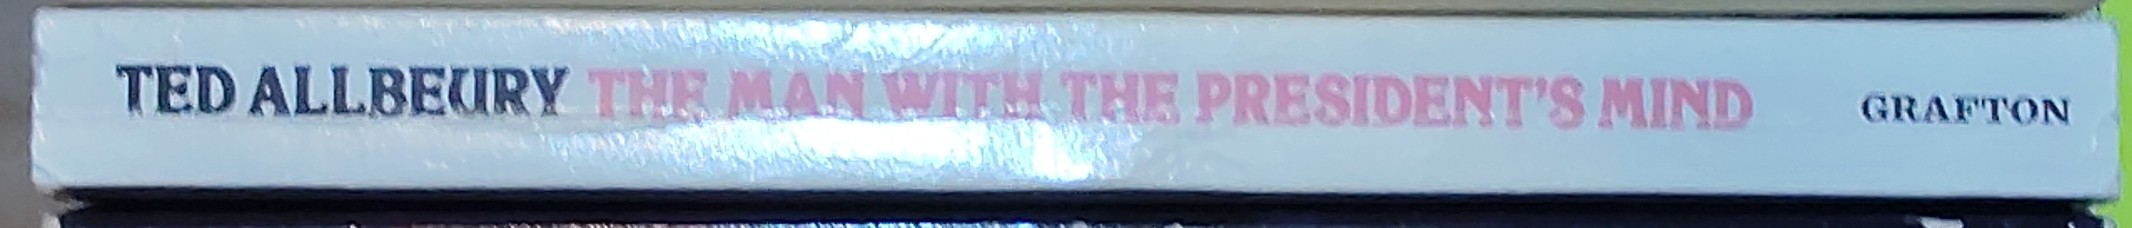 TED ALLBEURY THE MAN WITH THE PRESIDENT'S MIND GRAFTON